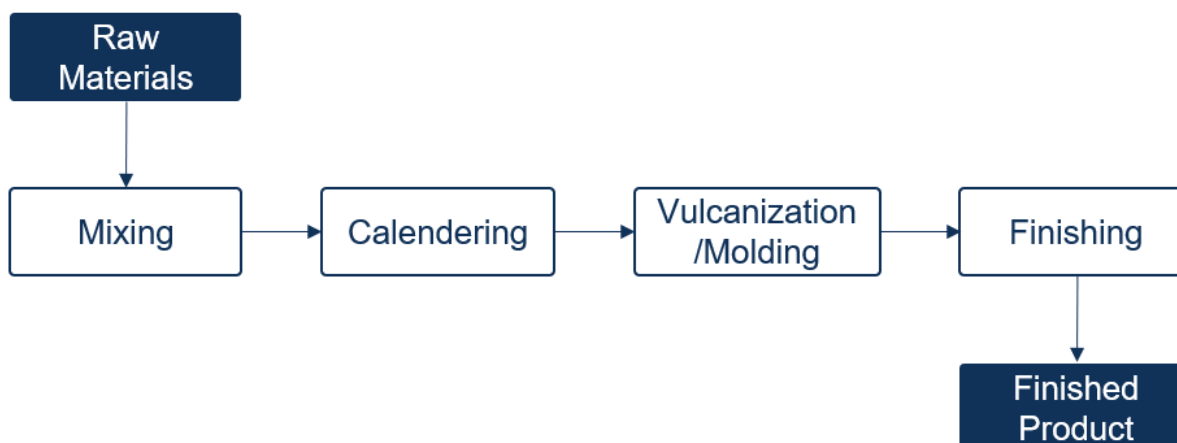 Raw
Materials
Mixing
Calendering
Vulcanization
/Molding
Finishing
Finished
Product